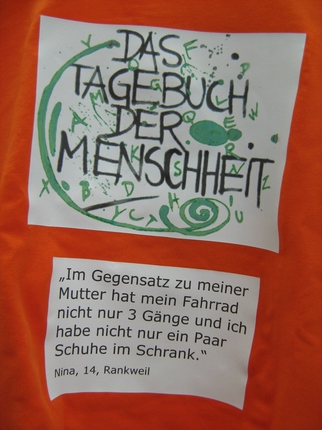 DAS
TAGEBUCH
DER
MENSCHHEIT
„Im Gegensatz zu meiner
Mutter hat mein Fahrrad
nicht nur 3 Gänge und ich
habe nicht nur ein Paar
Schuhe im Schrank.“
Nina, 14, Rankweil